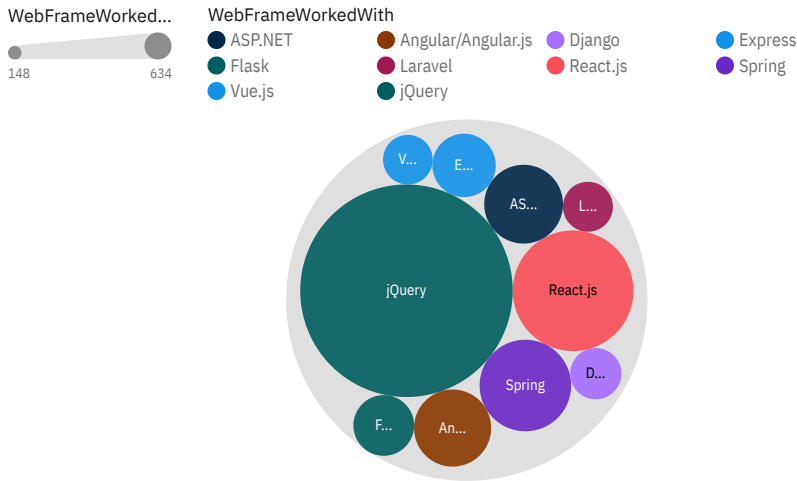 WebFrameWorked...
148 634
WebFrameWorkedWith
ASP.NET Angular/Angular.js Django Express
Flask Laravel React.js Spring
Vue.js jQuery
V... E...
AS... L...
jQuery React.js
D...
Spring
F... An...